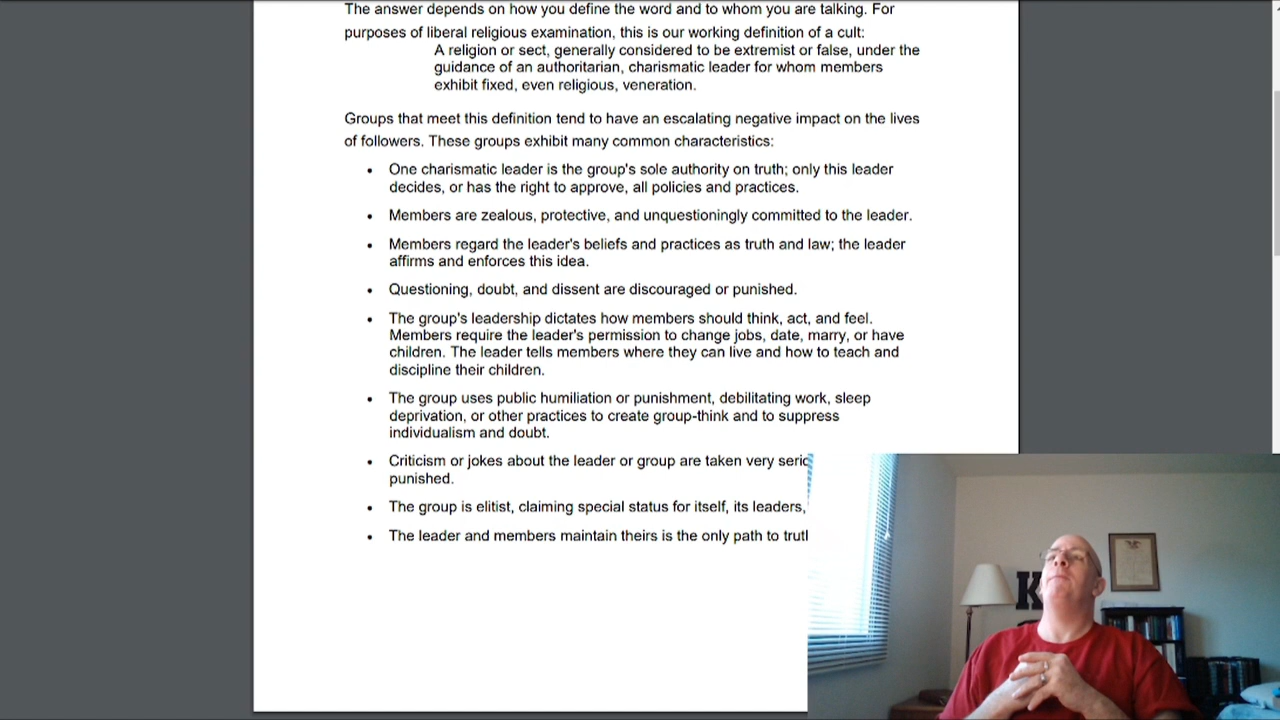 The answer depends on how you define the word and to whom you are talking. For
purposes of liberal religious examination, this is our working definition of a cult:
A religion or sect, generally considered to be extremist or false, under the
guidance of an authoritarian, charismatic leader for whom members
exhibit fixed, even religious, veneration.
Groups that meet this definition tend to have an escalating negative impact on the lives
of followers. These groups exhibit many common characteristics:
• One charismatic leader is the group's sole authority on truth; only this leader
decides, or has the right to approve, all policies and practices.
• Members are zealous, protective, and unquestioningly committed to the leader.
• Members regard the leader's beliefs and practices as truth and law; the leader
affirms and enforces this idea.
• Questioning, doubt, and dissent are discouraged or punished.
• The group's leadership dictates how members should think, act, and feel.
Members require the leader's permission to change jobs, date, marry, or have
children. The leader tells members where they can live and how to teach and
discipline their children.
• The group uses public humiliation or punishment, debilitating work, sleep
deprivation, or other practices to create group-think and to suppress
individualism and doubt.
• Criticism or jokes about the leader or group are taken very
punished.
• The group is elitist, claiming special status for itself, its leaders,
• The leader and members maintain theirs is the only path to
K